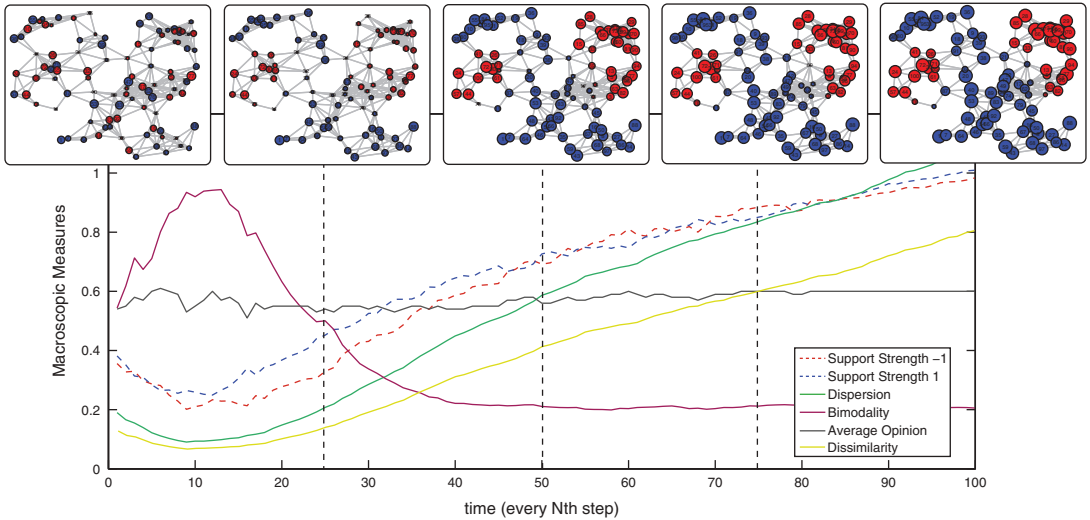 1
0.8
0.6
0.4
0.2
0
Macroscopic Measures
0 10 20 30 40 50 60 70 80 90 100
time (every Nth step)
Support Strength −1
Support Strength 1
Dispersion
Bimodality
Average Opinion
Dissimilarity